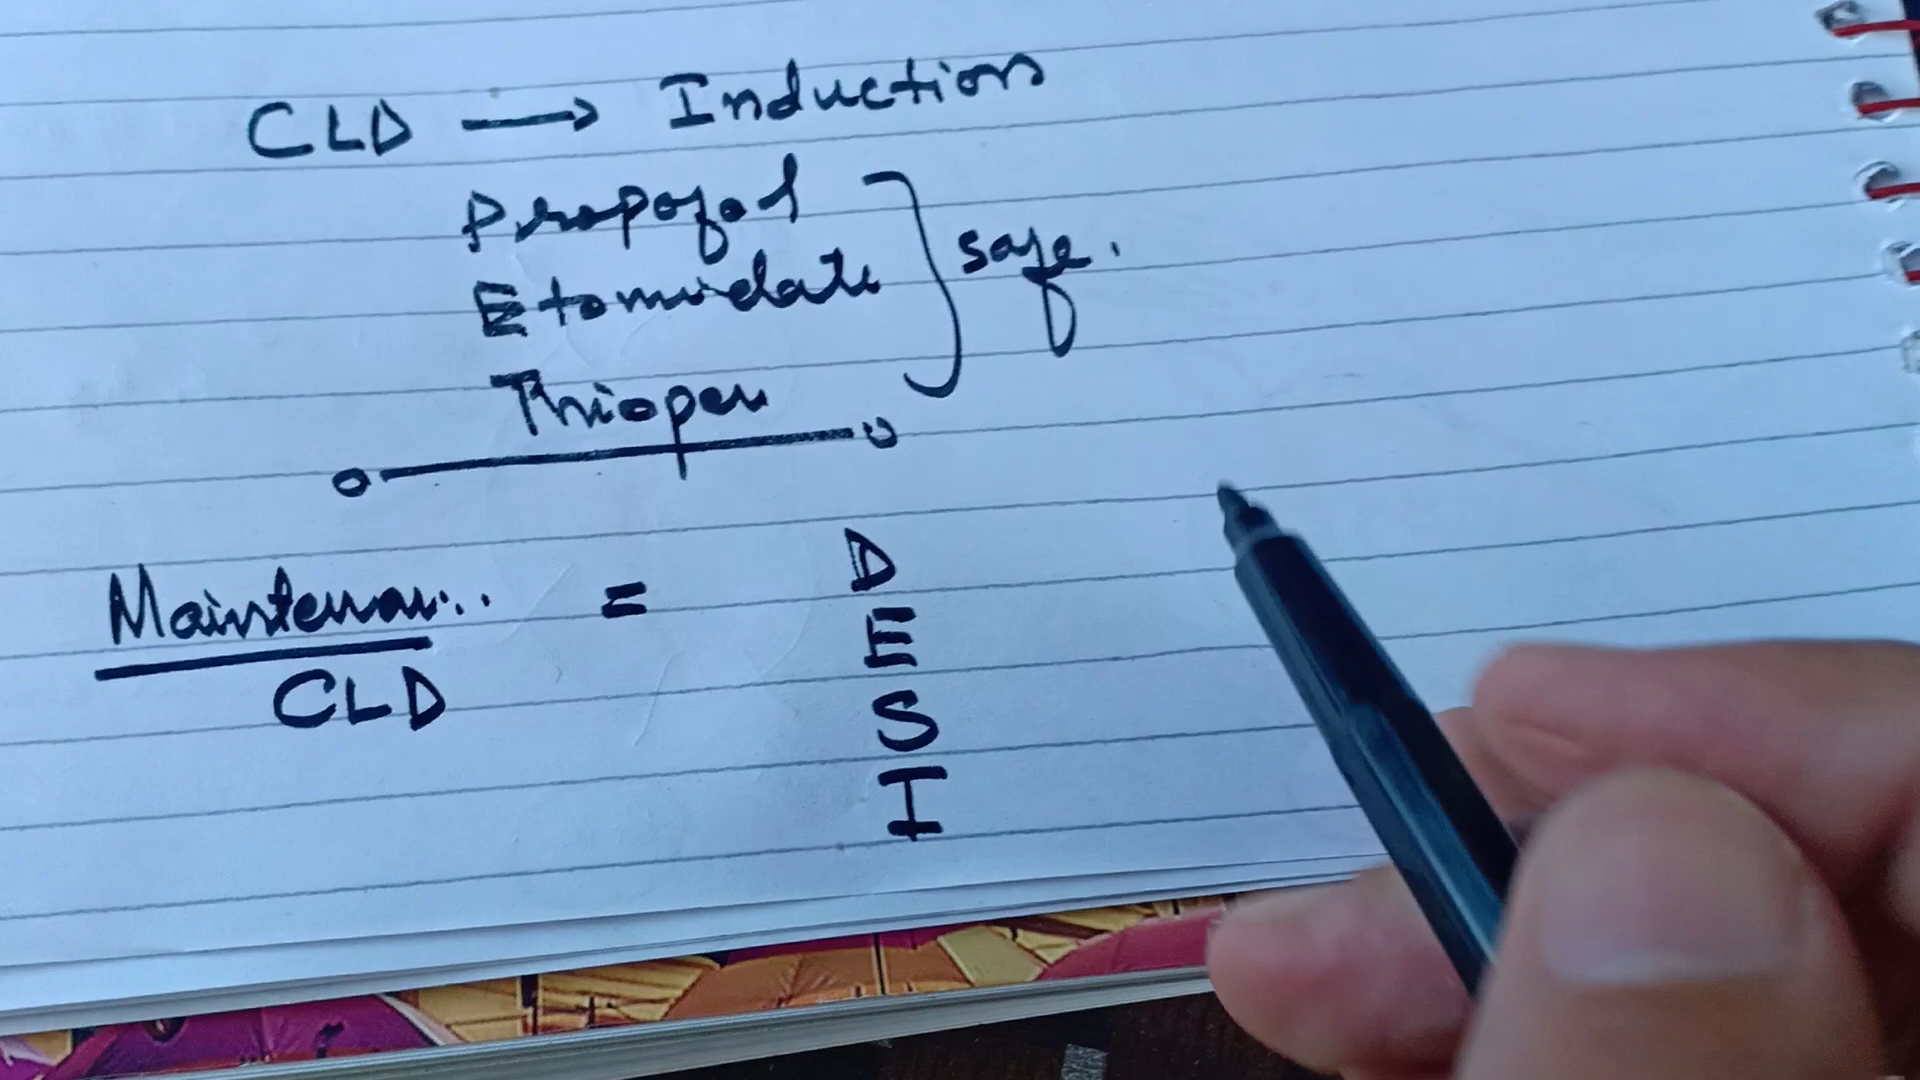 CLD → Induction
Propofol
Etomidate
safe.
Thiopen
Maintenan.. =
CLD
D
E
S
I